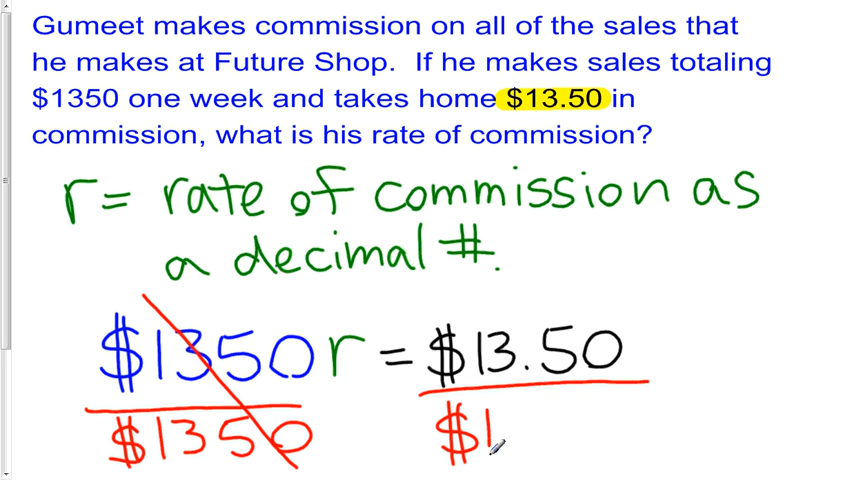 Gumeet makes commission on all of the sales that
he makes at Future Shop. If he makes sales totaling
$1350 one week and takes home $13.50 in
commission, what is his rate of commission?
r = rate of commission as
a decimal #.
$1350 r = $13.50
$1350 $1